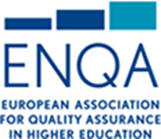 ENQA
EUROPEAN ASSOCIATION
FOR QUALITY ASSURANCE
IN HIGHER EDUCATION